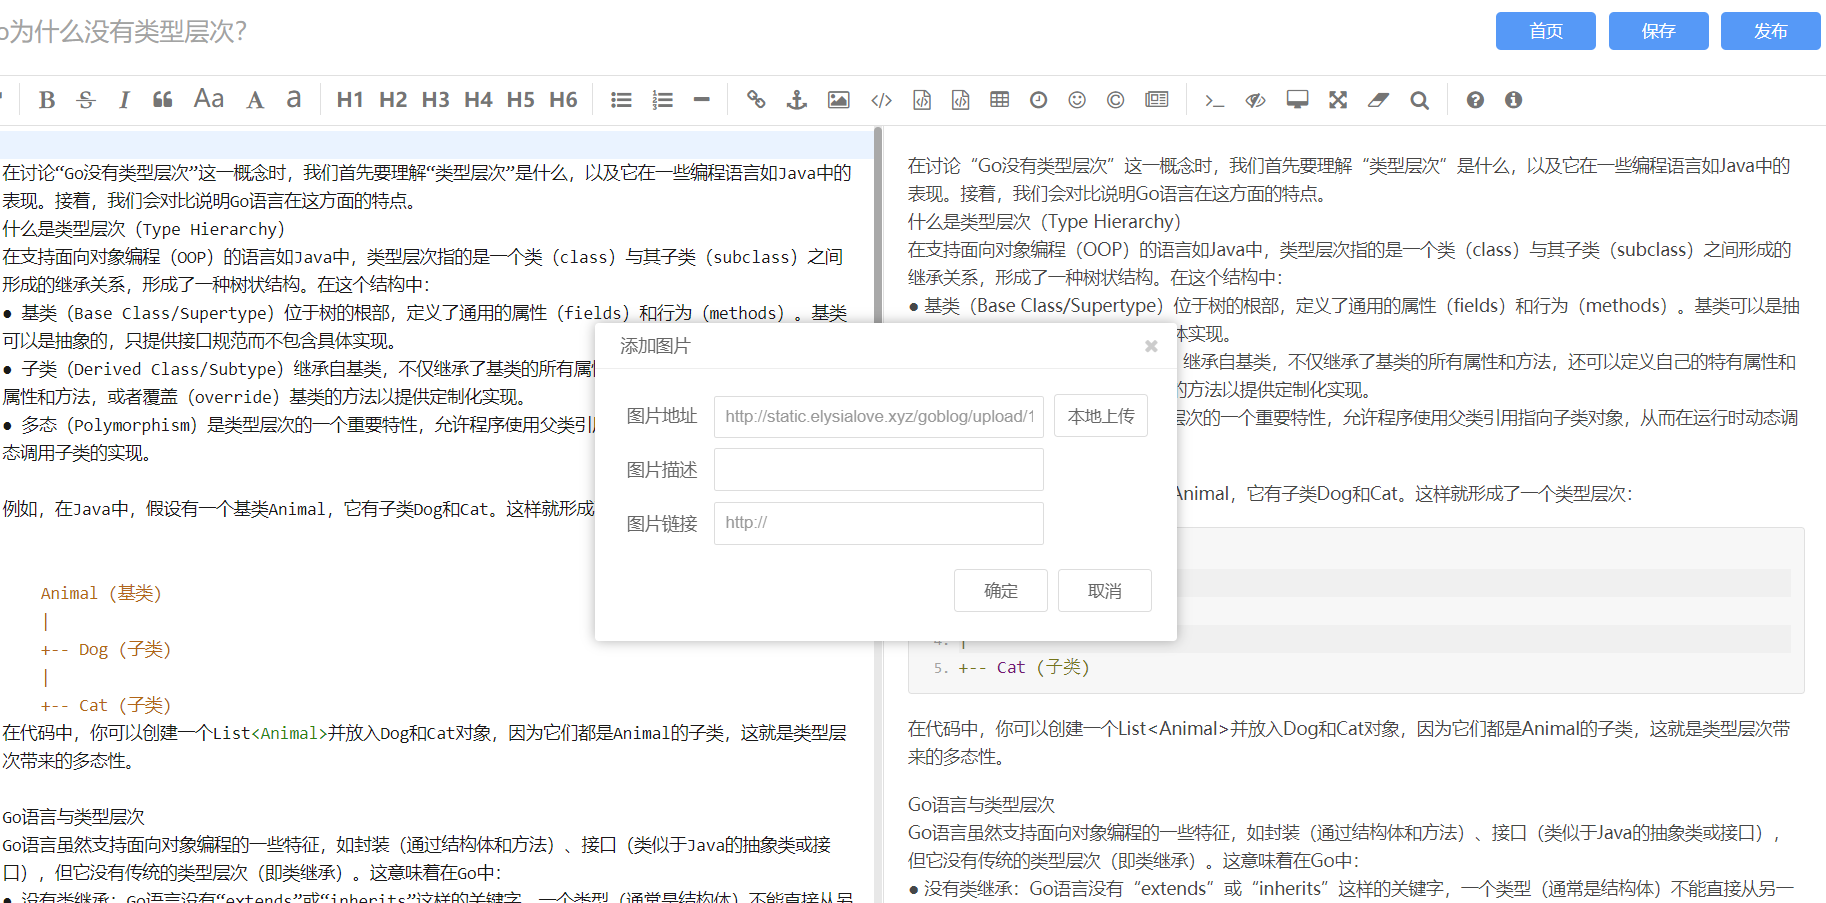 o为什么没有类型层次?
首页 保存 发布
B S I “ Aa A a H1 H2 H3 H4 H5 H6
在讨论“Go没有类型层次”这一概念时，我们首先要理解“类型层次”是什么，以及它在一些编程语言如Java中的
表现。接着，我们会对比说明Go语言在这方面的特点。
什么是类型层次（Type Hierarchy）
在支持面向对象编程（OOP）的语言如Java中，类型层次指的是一个类（class）与其子类（subclass）之间
形成的继承关系，形成了一种树状结构。在这个结构中：
● 基类（Base Class/Supertype）位于树的根部，定义了通用的属性（fields）和行为（methods）。基类
可以是抽象的，只提供接口规范而不包含具体实现。
● 子类（Derived Class/Subtype）继承自基类，不仅继承了基类的所有属
属性和方法，或者覆盖（override）基类的方法以提供定制化实现。
● 多态（Polymorphism）是类型层次的一个重要特性，允许程序使用父类引
态调用子类的实现。
例如，在Java中，假设有一个基类Animal，它有子类Dog和Cat。这样就形成
Animal (基类)
|
+-- Dog (子类)
|
+-- Cat (子类)
在代码中，你可以创建一个List<Animal>并放入Dog和Cat对象，因为它们都是Animal的子类，这就是类型层
次带来的多态性。
Go语言与类型层次
Go语言虽然支持面向对象编程的一些特征，如封装（通过结构体和方法）、接口（类似于Java的抽象类或接
口），但它没有传统的类型层次（即类继承）。这意味着在Go中：
● 没有类继承：Go语言没有“extends”或“inherits”这样的关键字，一个类型（通常是结构体）不能直接从另
添加图片 ×
图片地址 http://static.elysialove.xyz/goblog/upload/1 本地上传
图片描述
图片链接 http://
确定 取消
在讨论“Go没有类型层次”这一概念时，我们首先要理解“类型层次”是什么，以及它在一些编程语言如Java中的
表现。接着，我们会对比说明Go语言在这方面的特点。
什么是类型层次（Type Hierarchy）
在支持面向对象编程（OOP）的语言如Java中，类型层次指的是一个类（class）与其子类（subclass）之间形成的
继承关系，形成了一种树状结构。在这个结构中：
● 基类（Base Class/Supertype）位于树的根部，定义了通用的属性（fields）和行为（methods）。基类可以是抽
体实现。
继承自基类，不仅继承了基类的所有属性和方法，还可以定义自己的特有属性和
的方法以提供定制化实现。
层次的一个重要特性，允许程序使用父类引用指向子类对象，从而在运行时动态调
Animal，它有子类Dog和Cat。这样就形成了一个类型层次：
4. |
5. +-- Cat (子类)
在代码中，你可以创建一个List<Animal>并放入Dog和Cat对象，因为它们都是Animal的子类，这就是类型层次带
来的多态性。
Go语言与类型层次
Go语言虽然支持面向对象编程的一些特征，如封装（通过结构体和方法）、接口（类似于Java的抽象类或接口），
但它没有传统的类型层次（即类继承）。这意味着在Go中：
● 没有类继承：Go语言没有“extends”或“inherits”这样的关键字，一个类型（通常是结构体）不能直接从另一